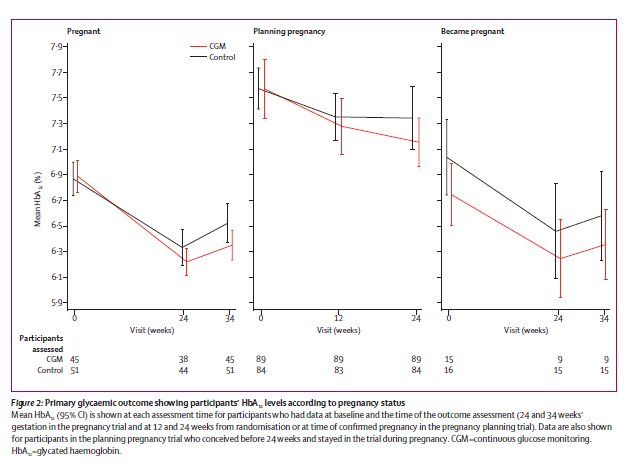 Pregnant
Planning pregnancy
Became pregnant
7·9
7·7
7·5
7·3
7·1
6·9
6·7
6·5
6·3
6·1
5·9
Mean HbA1c (%)
CGM
Control
0 24 34
Visit (weeks)
0 12 24
Visit (weeks)
0 24 34
Visit (weeks)
Participants
assessed
CGM 45 38 45 89 89 89 15 9 9
Control 51 44 51 84 83 84 16 15 15
Figure 2: Primary glycaemic outcome showing participants' HbA1c levels according to pregnancy status
Mean HbA1c (95% CI) is shown at each assessment time for participants who had data at baseline and the time of the outcome assessment (24 and 34 weeks'
gestation in the pregnancy trial and at 12 and 24 weeks from randomisation or at time of confirmed pregnancy in the pregnancy planning trial). Data are also shown
for participants in the planning pregnancy trial who conceived before 24 weeks and stayed in the trial during pregnancy. CGM=continuous glucose monitoring.
HbA1c=glycated haemoglobin.